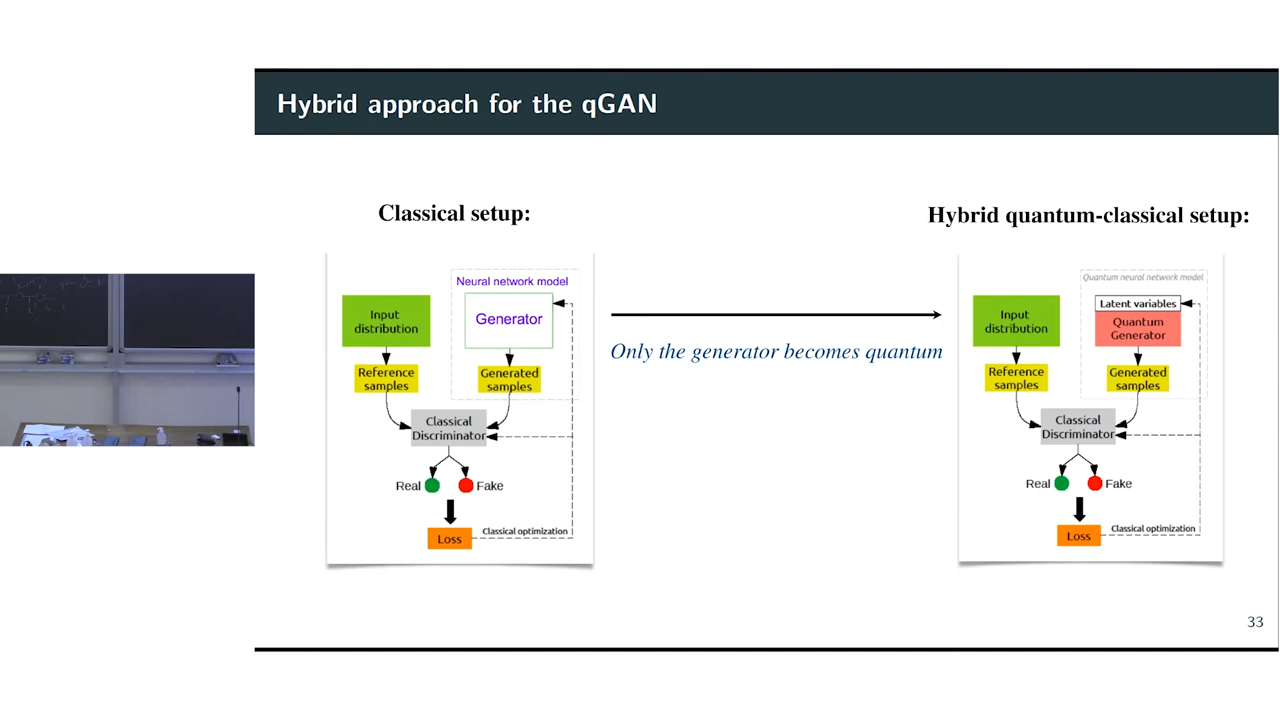 Hybrid approach for the qGAN
Classical setup:
Neural network model
Input
distribution
Generator
Reference
samples
Generated
samples
Classical
Discriminator
Real
Fake
Loss
Classical optimization
Only the generator becomes quantum
Hybrid quantum-classical setup:
Quantum neural network model
Input
distribution
Latent variables
Quantum
Generator
Reference
samples
Generated
samples
Classical
Discriminator
Real
Fake
Loss
Classical optimization
33